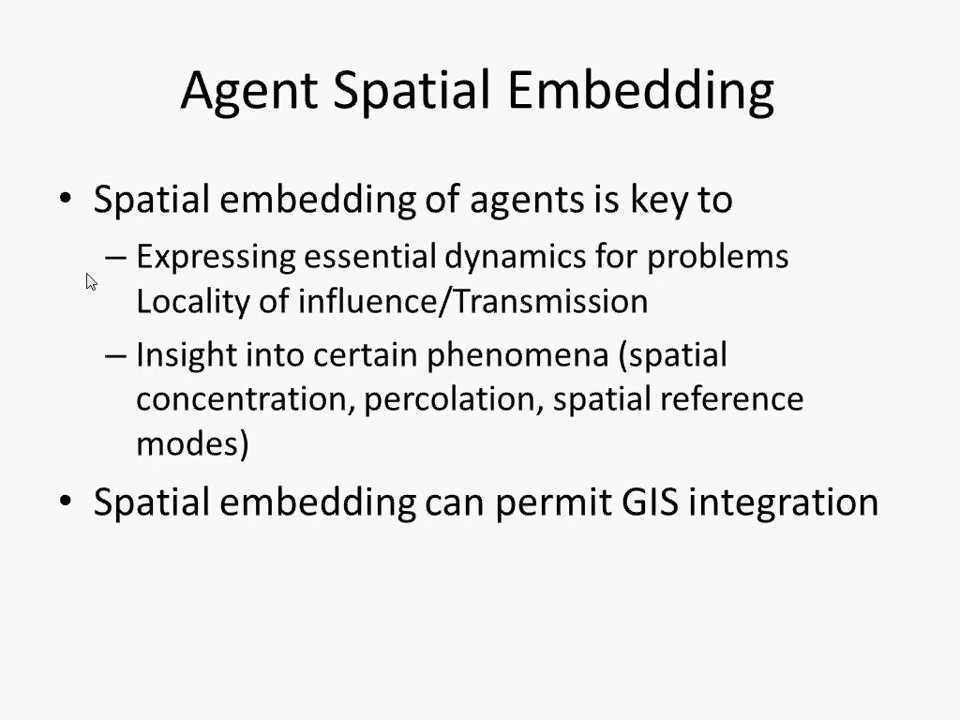 Agent Spatial Embedding
• Spatial embedding of agents is key to
– Expressing essential dynamics for problems
Locality of influence/Transmission
– Insight into certain phenomena (spatial
concentration, percolation, spatial reference
modes)
• Spatial embedding can permit GIS integration